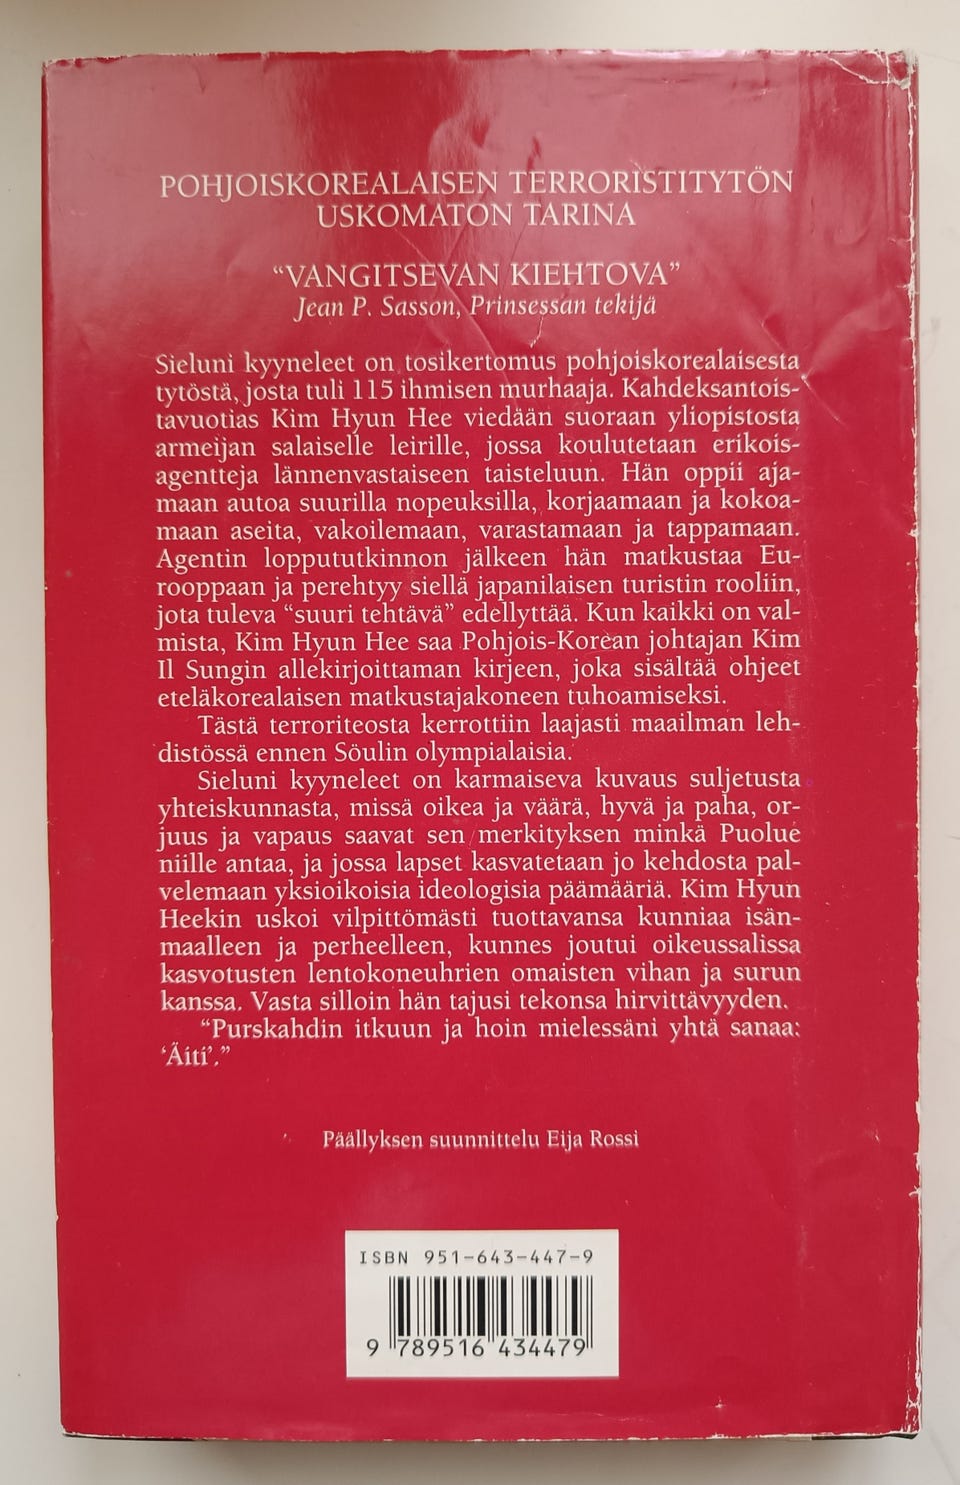 POHJOISKOREALAISEN TERRORISTITYTÖN
USKOMATON TARINA
“VANGITSEVAN KIEHTOVA”
Jean P. Sasson, Prinsessan tekijä
Sieluni kyyneleet on tosikertomus pohjoiskorealaisesta
tytöstä, josta tuli 115 ihmisen murhaaja. Kahdeksantois-
tavuotias Kim Hyun Hee viedään suoraan yliopistosta
armeijan salaiselle leirille, jossa koulutetaan erikois-
agentteja lännenvastaiseen taisteluun. Hän oppii aja-
maan autoa suurilla nopeuksilla, korjaamaan ja kokoa-
maan aseita, vakoilemaan, varastamaan ja tappamaan.
Agentin loppututkinnon jälkeen hän matkustaa Eu-
rooppaan ja perehtyy siellä japanilaisen turistin rooliin,
jota tuleva “suuri tehtävä” edellyttää. Kun kaikki on val-
mista, Kim Hyun Hee saa Pohjois-Korean johtajan Kim
Il Sungin allekirjoittaman kirjeen, joka sisältää ohjeet
eteläkorealaisen matkustajakoneen tuhoamiseksi.
Tästä terroriteosta kerrottiin laajasti maailman leh-
distössä ennen Söulin olympialaisia.
Sieluni kyyneleet on karmaiseva kuvaus suljetusta
yhteiskunnasta, missä oikea ja väärä, hyvä ja paha, or-
juus ja vapaus saavat sen merkityksen minkä Puolue
niille antaa, ja jossa lapset kasvatetaan jo kehdosta pal-
velemaan yksioikoisia ideologisia päämääriä. Kim Hyun
Heekin uskoi vilpittömästi tuottavansa kunniaa isän-
maalleen ja perheelleen, kunnes joutui oikeussalissa
kasvotusten lentokoneuhrien omaisten vihan ja surun
kanssa. Vasta silloin hän tajusi tekonsa hirvittävyyden.
“Purskahdin itkuun ja hoin mielessäni yhtä sanaa:
‘Äiti’.”
Päällyksen suunnittelu Eija Rossi
ISBN 951-643-447-9
9 789516 434479